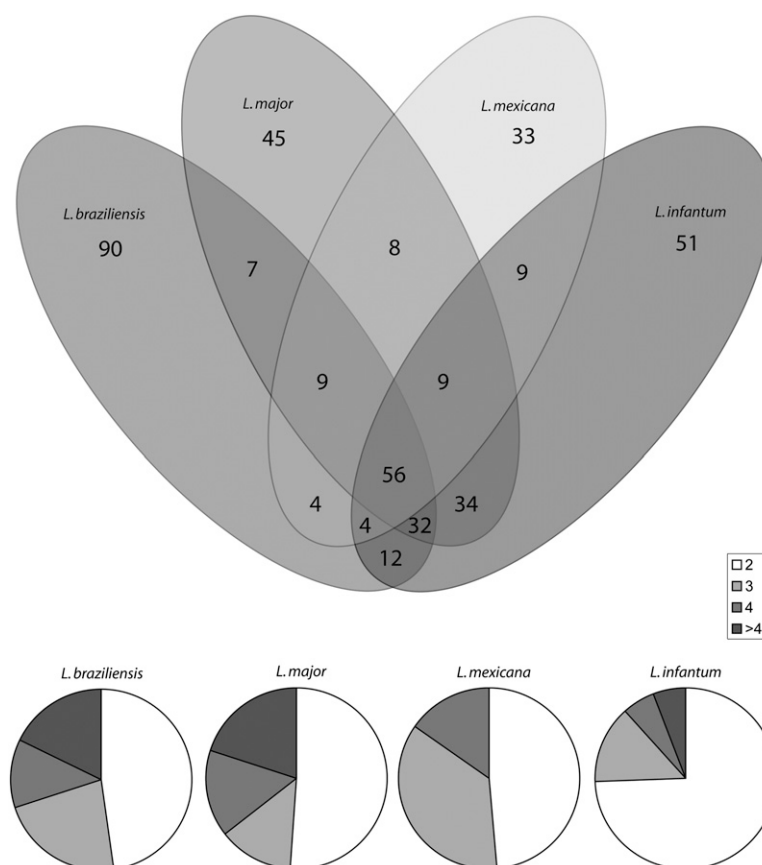 L. major
45
L. mexicana
33
L. braziliensis
90
L. infantum
51
7
8
9
9
9
56
4
34
4
32
12
2
3
4
>4
L. braziliensis
L. major
L. mexicana
L. infantum